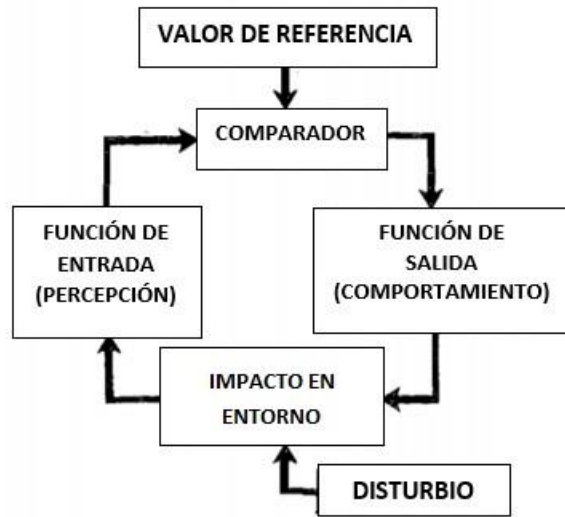 VALOR DE REFERENCIA
COMPARADOR
FUNCIÓN DE
ENTRADA
(PERCEPCIÓN)
FUNCIÓN DE
SALIDA
(COMPORTAMIENTO)
IMPACTO EN
ENTORNO
DISTURBIO